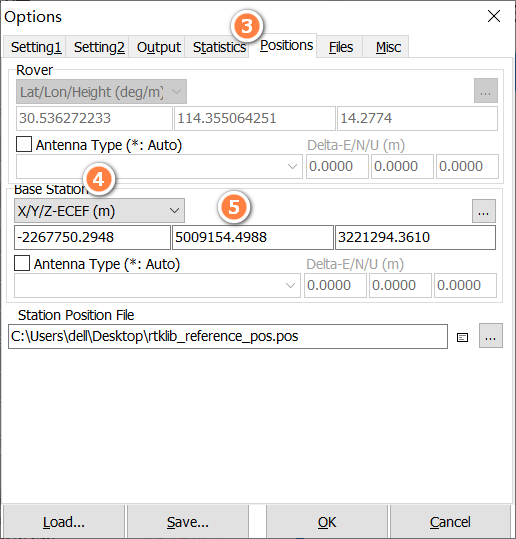 Options
3
Setting1 Setting2 Output Statistics Positions Files Misc
Rover
Lat/Lon/Height (deg/m) ...
30.536272233 114.355064251 14.2774
Antenna Type (*: Auto) Delta-E/N/U (m)
0.0000 0.0000 0.0000
4
5
Base Station
X/Y/Z-ECEF (m) ...
-2267750.2948 5009154.4988 3221294.3610
Antenna Type (*: Auto) Delta-E/N/U (m)
0.0000 0.0000 0.0000
Station Position File
C:\Users\dell\Desktop\rtklib_reference_pos.pos ...
Load... Save... OK Cancel